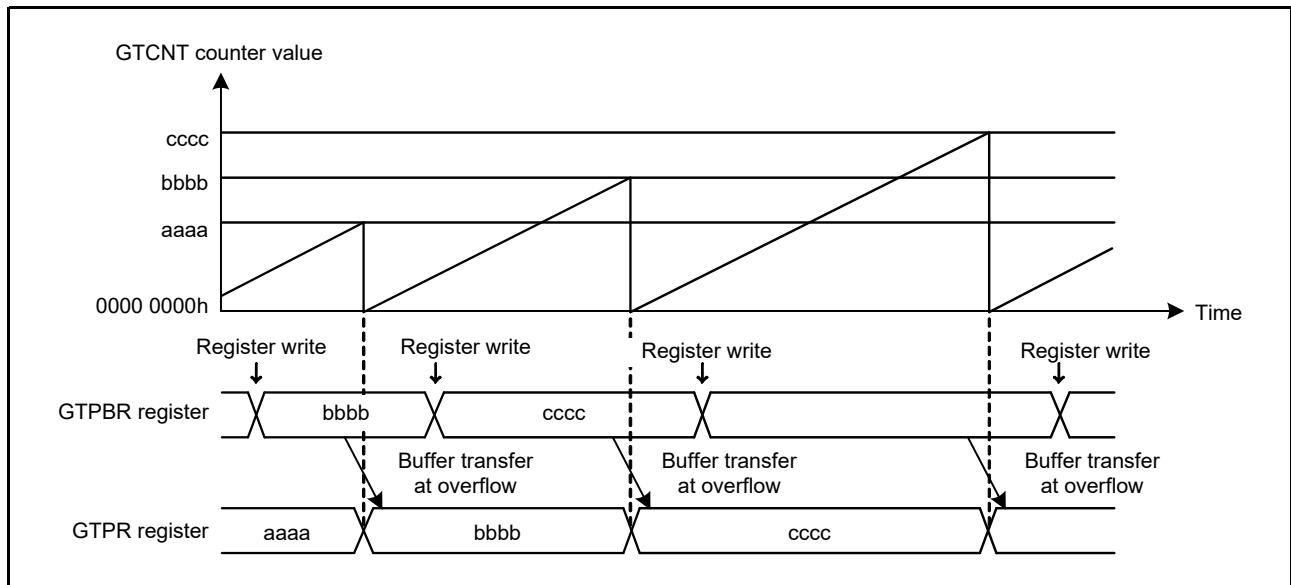 GTCNT counter value
cccc
bbbb
aaaa
0000 0000h
Time
Register write
Register write
Register write
Register write
GTPBR register
bbbb
cccc
Buffer transfer
at overflow
Buffer transfer
at overflow
Buffer transfer
at overflow
GTPR register
aaaa
bbbb
cccc